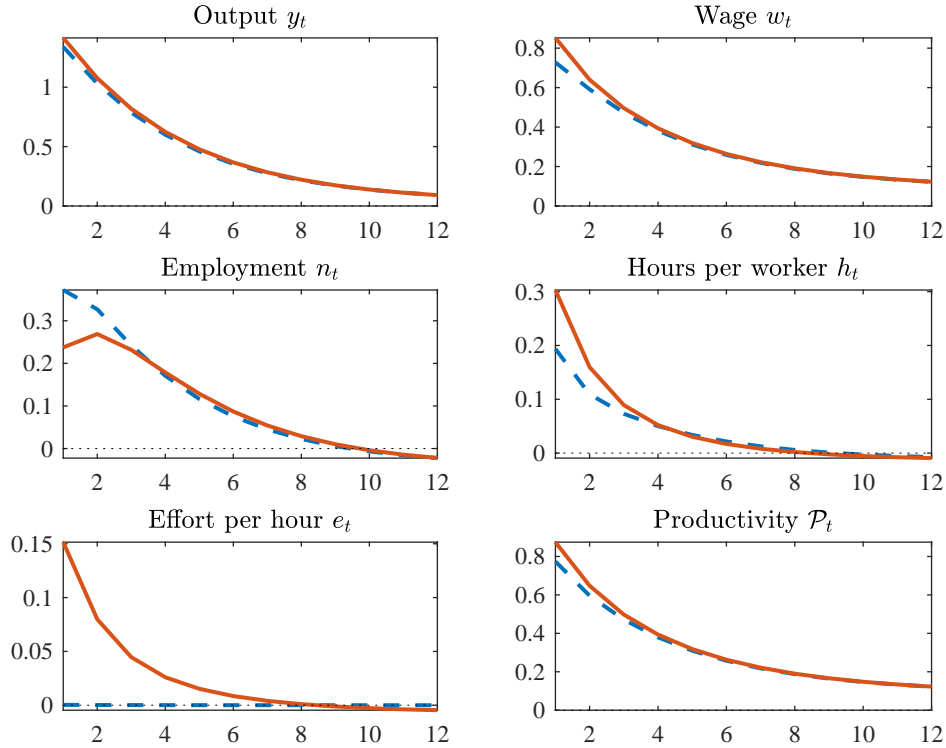 Output y_t
1
0.5
0
2 4 6 8 10 12
Wage w_t
0.8
0.6
0.4
0.2
0
2 4 6 8 10 12
Employment n_t
0.3
0.2
0.1
0
2 4 6 8 10 12
Hours per worker h_t
0.3
0.2
0.1
0
2 4 6 8 10 12
Effort per hour e_t
0.15
0.1
0.05
0
2 4 6 8 10 12
Productivity 𝒫_t
0.8
0.6
0.4
0.2
0
2 4 6 8 10 12